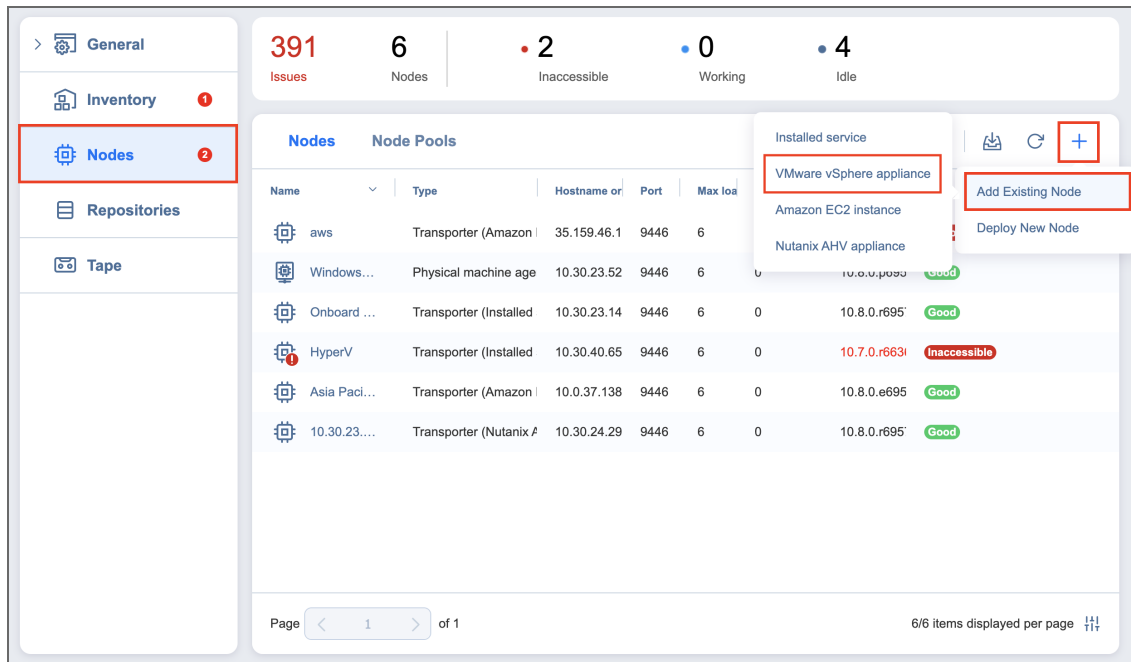 General
Inventory 1
Nodes 2
Repositories
Tape
391 6 2 0 4
Issues Nodes Inaccessible Working Idle
Nodes Node Pools
Installed service
VMware vSphere appliance
Amazon EC2 instance
Nutanix AHV appliance
Add Existing Node
Deploy New Node
Name Type Hostname or Port Max loa
aws Transporter (Amazon 35.159.46.1 9446 6
Windows... Physical machine age 10.30.23.52 9446 6 0 10.8.0.p695 Good
Onboard ... Transporter (Installed 10.30.23.14 9446 6 0 10.8.0.r695 Good
HyperV Transporter (Installed 10.30.40.65 9446 6 0 10.7.0.r663 Inaccessible
Asia Paci... Transporter (Amazon 10.0.37.138 9446 6 0 10.8.0.e695 Good
10.30.23.... Transporter (Nutanix 10.30.24.29 9446 6 0 10.8.0.r695 Good
Page 1 of 1
6/6 items displayed per page